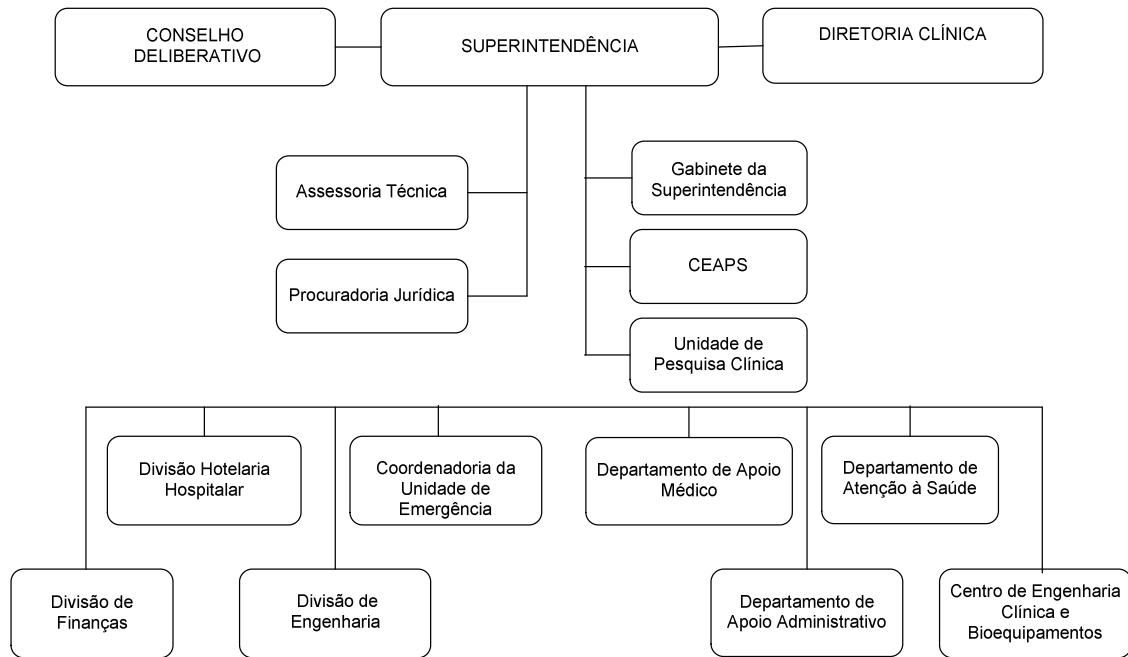 CONSELHO
DELIBERATIVO
SUPERINTENDÊNCIA
DIRETORIA CLÍNICA
Assessoria Técnica
Gabinete da
Superintendência
CEAPS
Procuradoria Jurídica
Unidade de
Pesquisa Clínica
Divisão Hotelaria
Hospitalar
Coordenadoria da
Unidade de
Emergência
Departamento de Apoio
Médico
Departamento de
Atenção à Saúde
Divisão de
Finanças
Divisão de
Engenharia
Departamento de
Apoio Administrativo
Centro de Engenharia
Clínica e
Bioequipamentos